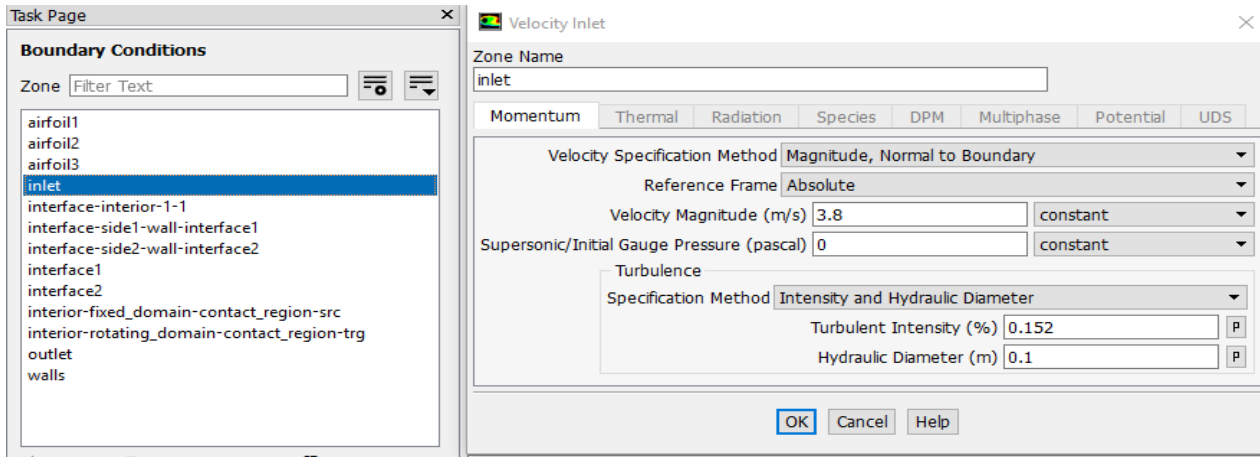 Task Page ×
Boundary Conditions
Zone Filter Text
airfoil1
airfoil2
airfoil3
inlet
interface-interior-1-1
interface-side1-wall-interface1
interface-side2-wall-interface2
interface1
interface2
interior-fixed_domain-contact_region-src
interior-rotating_domain-contact_region-trg
outlet
walls
Velocity Inlet
Zone Name
inlet
Momentum Thermal Radiation Species DPM Multiphase Potential UDS
Velocity Specification Method Magnitude, Normal to Boundary
Reference Frame Absolute
Velocity Magnitude (m/s) 3.8 constant
Supersonic/Initial Gauge Pressure (pascal) 0 constant
Turbulence
Specification Method Intensity and Hydraulic Diameter
Turbulent Intensity (%) 0.152 P
Hydraulic Diameter (m) 0.1 P
OK Cancel Help